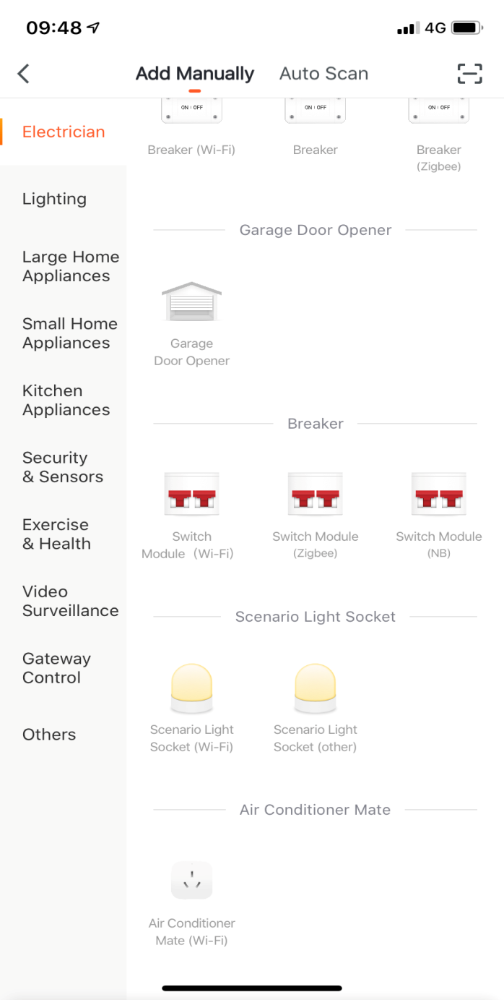 09:48
4G
Add Manually
Auto Scan
Electrician
Lighting
Large Home
Appliances
Small Home
Appliances
Kitchen
Appliances
Security
& Sensors
Exercise
& Health
Video
Surveillance
Gateway
Control
Others
ON | OFF
ON | OFF
ON | OFF
Breaker (Wi-Fi)
Breaker
Breaker
(Zigbee)
Garage Door Opener
Garage
Door Opener
Breaker
Switch
Module（Wi-Fi)
Switch Module
(Zigbee)
Switch Module
(NB)
Scenario Light Socket
Scenario Light
Socket (Wi-Fi)
Scenario Light
Socket (other)
Air Conditioner Mate
Air Conditioner
Mate (Wi-Fi)